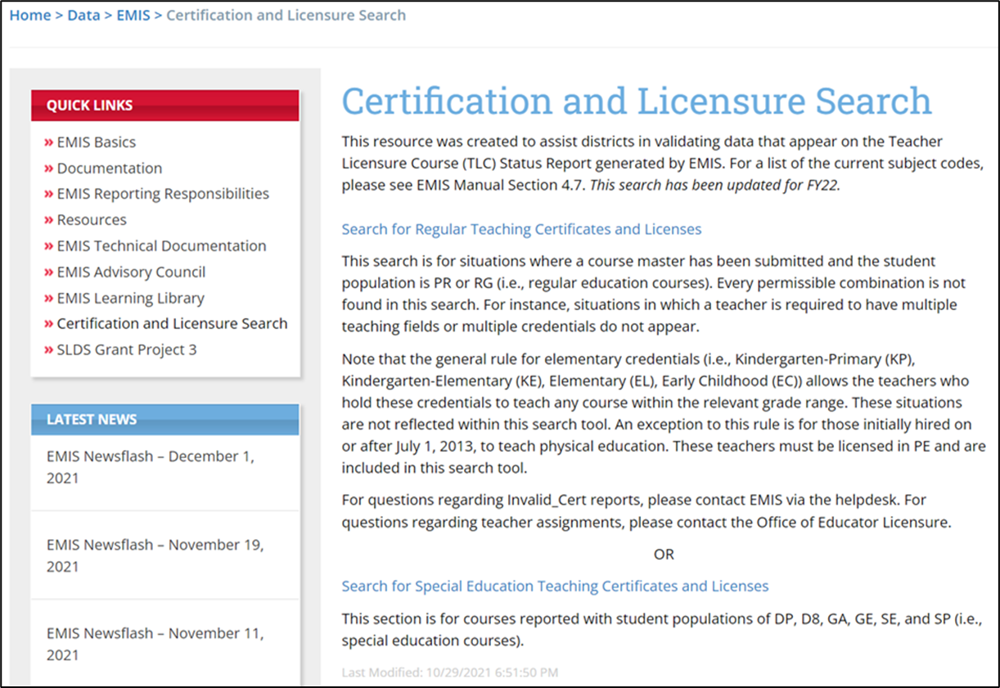 Home > Data > EMIS > Certification and Licensure Search
QUICK LINKS
» EMIS Basics
» Documentation
» EMIS Reporting Responsibilities
» Resources
» EMIS Technical Documentation
» EMIS Advisory Council
» EMIS Learning Library
» Certification and Licensure Search
» SLDS Grant Project 3
LATEST NEWS
EMIS Newsflash – December 1,
2021
EMIS Newsflash – November 19,
2021
EMIS Newsflash – November 11,
2021
Certification and Licensure Search
This resource was created to assist districts in validating data that appear on the Teacher
Licensure Course (TLC) Status Report generated by EMIS. For a list of the current subject codes,
please see EMIS Manual Section 4.7. This search has been updated for FY22.
Search for Regular Teaching Certificates and Licenses
This search is for situations where a course master has been submitted and the student
population is PR or RG (i.e., regular education courses). Every permissible combination is not
found in this search. For instance, situations in which a teacher is required to have multiple
teaching fields or multiple credentials do not appear.
Note that the general rule for elementary credentials (i.e., Kindergarten-Primary (KP),
Kindergarten-Elementary (KE), Elementary (EL), Early Childhood (EC)) allows the teachers who
hold these credentials to teach any course within the relevant grade range. These situations
are not reflected within this search tool. An exception to this rule is for those initially hired on
or after July 1, 2013, to teach physical education. These teachers must be licensed in PE and are
included in this search tool.
For questions regarding Invalid_Cert reports, please contact EMIS via the helpdesk. For
questions regarding teacher assignments, please contact the Office of Educator Licensure.
OR
Search for Special Education Teaching Certificates and Licenses
This section is for courses reported with student populations of DP, D8, GA, GE, SE, and SP (i.e.,
special education courses).
Last Modified: 10/29/2021 6:51:50 PM